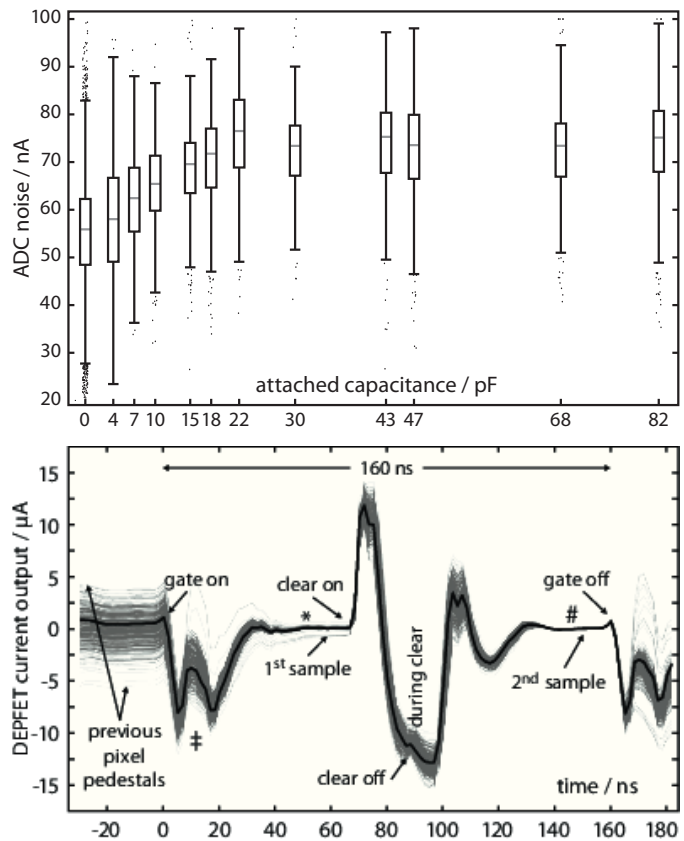 100
90
80
70
60
50
40
30
20
ADC noise / nA
attached capacitance / pF
0 4 7 10 15 18 22 30 43 47 68 82
15
10
5
0
-5
-10
-15
DEPFET current output / µA
160 ns
gate on
clear on
*
1st sample
previous
pixel
pedestals
‡
during clear
clear off
gate off
#
2nd sample
time / ns
-20 0 20 40 60 80 100 120 140 160 180